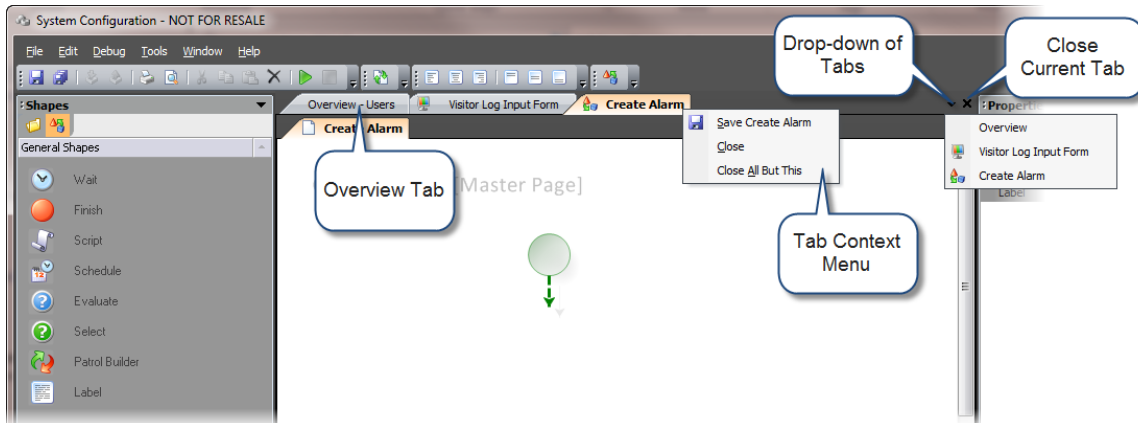 System Configuration - NOT FOR RESALE
File Edit Debug Tools Window Help
Shapes
General Shapes
Wait
Finish
Script
12
Schedule
Evaluate
Select
Patrol Builder
Label
Overview - Users
Visitor Log Input Form
Create Alarm
Create Alarm
[Master Page]
Overview Tab
Save Create Alarm
Close
Close All But This
Tab Context
Menu
Drop-down of
Tabs
Close
Current Tab
Overview
Visitor Log Input Form
Create Alarm
Label